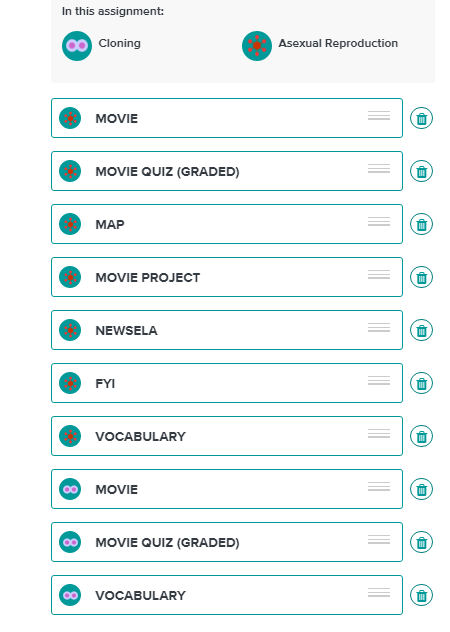 In this assignment:
Cloning
Asexual Reproduction
MOVIE
MOVIE QUIZ (GRADED)
MAP
MOVIE PROJECT
NEWSELA
FYI
VOCABULARY
MOVIE
MOVIE QUIZ (GRADED)
VOCABULARY